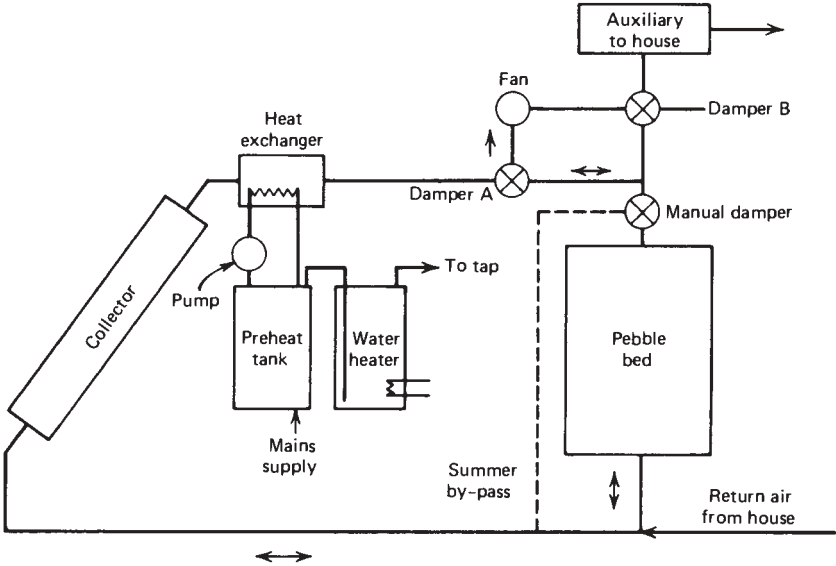 Auxiliary
to house
Fan
Damper B
Heat
exchanger
Damper A
Manual damper
To tap
Pump
Collector
Preheat
tank
Water
heater
Pebble
bed
Mains
supply
Summer
by-pass
Return air
from house